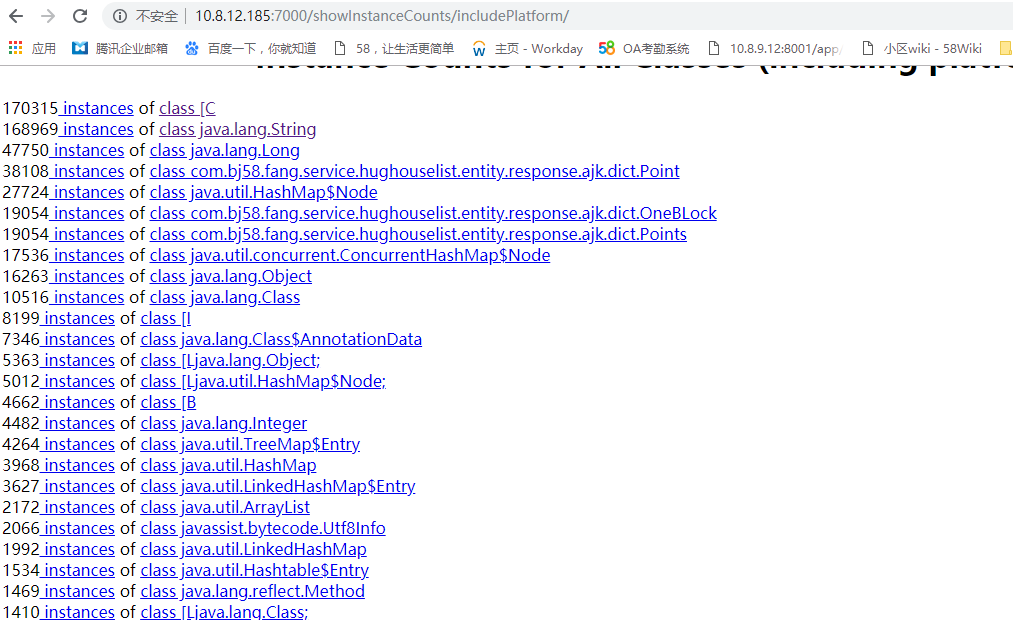 不安全 | 10.8.12.185:7000/showInstanceCounts/includePlatform/
应用 腾讯企业邮箱 百度一下，你就知道 58，让生活更简单 主页 - Workday 58 OA考勤系统 10.8.9.12:8001/app/ 小区wiki - 58Wiki
Instance Counts for All Classes (including platfo
170315 instances of class [C
168969 instances of class java.lang.String
47750 instances of class java.lang.Long
38108 instances of class com.bj58.fang.service.hughouselist.entity.response.ajk.dict.Point
27724 instances of class java.util.HashMap$Node
19054 instances of class com.bj58.fang.service.hughouselist.entity.response.ajk.dict.OneBLock
19054 instances of class com.bj58.fang.service.hughouselist.entity.response.ajk.dict.Points
17536 instances of class java.util.concurrent.ConcurrentHashMap$Node
16263 instances of class java.lang.Object
10516 instances of class java.lang.Class
8199 instances of class [I
7346 instances of class java.lang.Class$AnnotationData
5363 instances of class [Ljava.lang.Object;
5012 instances of class [Ljava.util.HashMap$Node;
4662 instances of class [B
4482 instances of class java.lang.Integer
4264 instances of class java.util.TreeMap$Entry
3968 instances of class java.util.HashMap
3627 instances of class java.util.LinkedHashMap$Entry
2172 instances of class java.util.ArrayList
2066 instances of class javassist.bytecode.Utf8Info
1992 instances of class java.util.LinkedHashMap
1534 instances of class java.util.Hashtable$Entry
1469 instances of class java.lang.reflect.Method
1410 instances of class [Ljava.lang.Class;